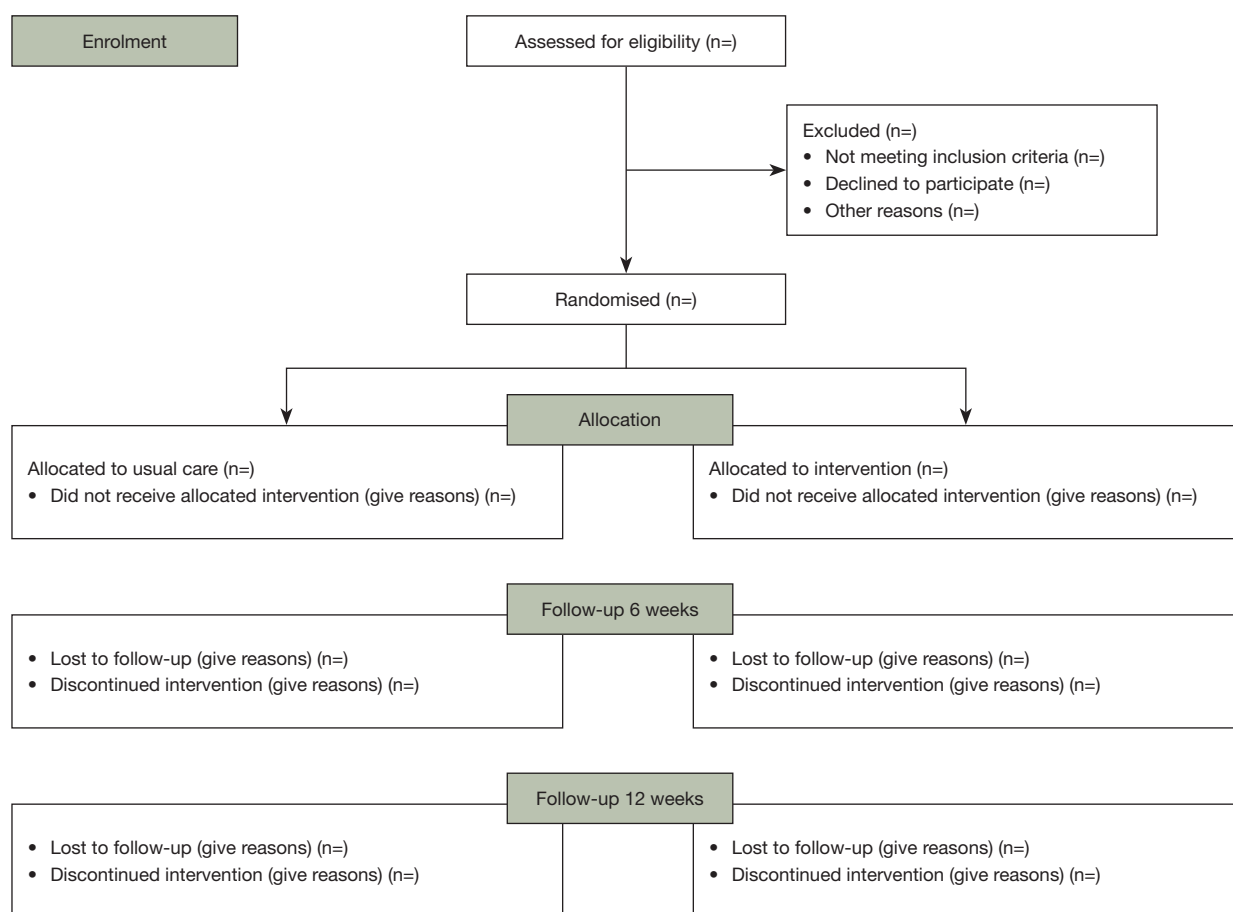 Enrolment
Assessed for eligibility (n=)
Excluded (n=)
• Not meeting inclusion criteria (n=)
• Declined to participate (n=)
• Other reasons (n=)
Randomised (n=)
Allocation
Allocated to usual care (n=)
• Did not receive allocated intervention (give reasons) (n=)
Allocated to intervention (n=)
• Did not receive allocated intervention (give reasons) (n=)
Follow-up 6 weeks
• Lost to follow-up (give reasons) (n=)
• Discontinued intervention (give reasons) (n=)
• Lost to follow-up (give reasons) (n=)
• Discontinued intervention (give reasons) (n=)
Follow-up 12 weeks
• Lost to follow-up (give reasons) (n=)
• Discontinued intervention (give reasons) (n=)
• Lost to follow-up (give reasons) (n=)
• Discontinued intervention (give reasons) (n=)